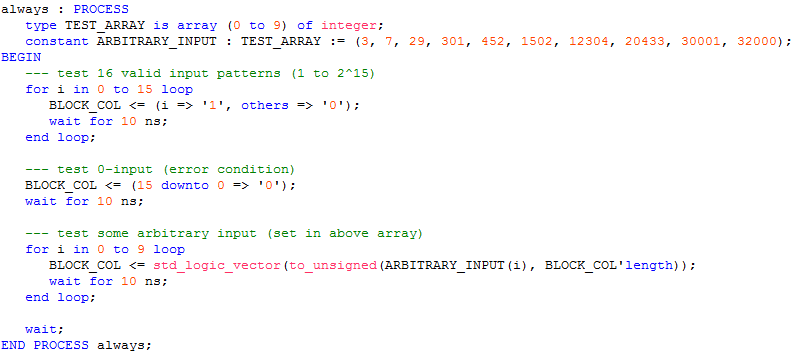 always : PROCESS
type TEST_ARRAY is array (0 to 9) of integer;
constant ARBITRARY_INPUT : TEST_ARRAY := (3, 7, 29, 301, 452, 1502, 12304, 20433, 30001, 32000);
BEGIN
--- test 16 valid input patterns (1 to 2^15)
for i in 0 to 15 loop
BLOCK_COL <= (i => '1', others => '0');
wait for 10 ns;
end loop;
--- test 0-input (error condition)
BLOCK_COL <= (15 downto 0 => '0');
wait for 10 ns;
--- test some arbitrary input (set in above array)
for i in 0 to 9 loop
BLOCK_COL <= std_logic_vector(to_unsigned(ARBITRARY_INPUT(i), BLOCK_COL'length));
wait for 10 ns;
end loop;
wait;
END PROCESS always;